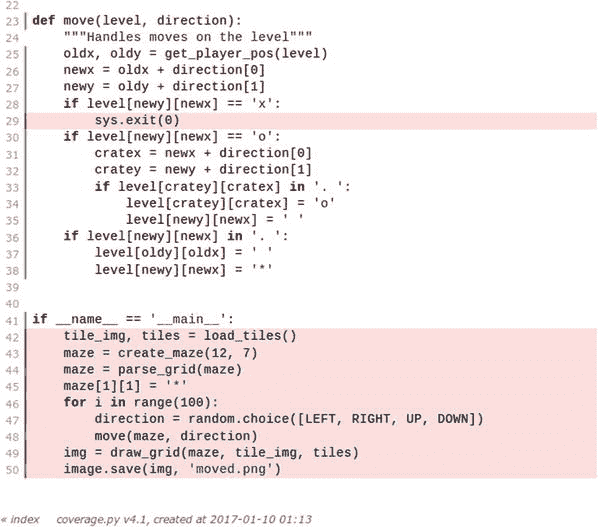 22
23 def move(level, direction):
24     """Handles moves on the level"""
25     oldx, oldy = get_player_pos(level)
26     newx = oldx + direction[0]
27     newy = oldy + direction[1]
28     if level[newy][newx] == 'x':
29         sys.exit(0)
30     if level[newy][newx] == 'o':
31         cratex = newx + direction[0]
32         cratey = newy + direction[1]
33         if level[cratey][cratex] in '. ':
34             level[cratey][cratex] = 'o'
35             level[newy][newx] = ' '
36     if level[newy][newx] in '. ':
37         level[oldy][oldx] = ' '
38         level[newy][newx] = '*'
39
40
41 if __name__ == '__main__':
42     tile_img, tiles = load_tiles()
43     maze = create_maze(12, 7)
44     maze = parse_grid(maze)
45     maze[1][1] = '*'
46     for i in range(100):
47         direction = random.choice([LEFT, RIGHT, UP, DOWN])
48         move(maze, direction)
49     img = draw_grid(maze, tile_img, tiles)
50     image.save(img, 'moved.png')
« index    coverage.py v4.1, created at 2017-01-10 01:13